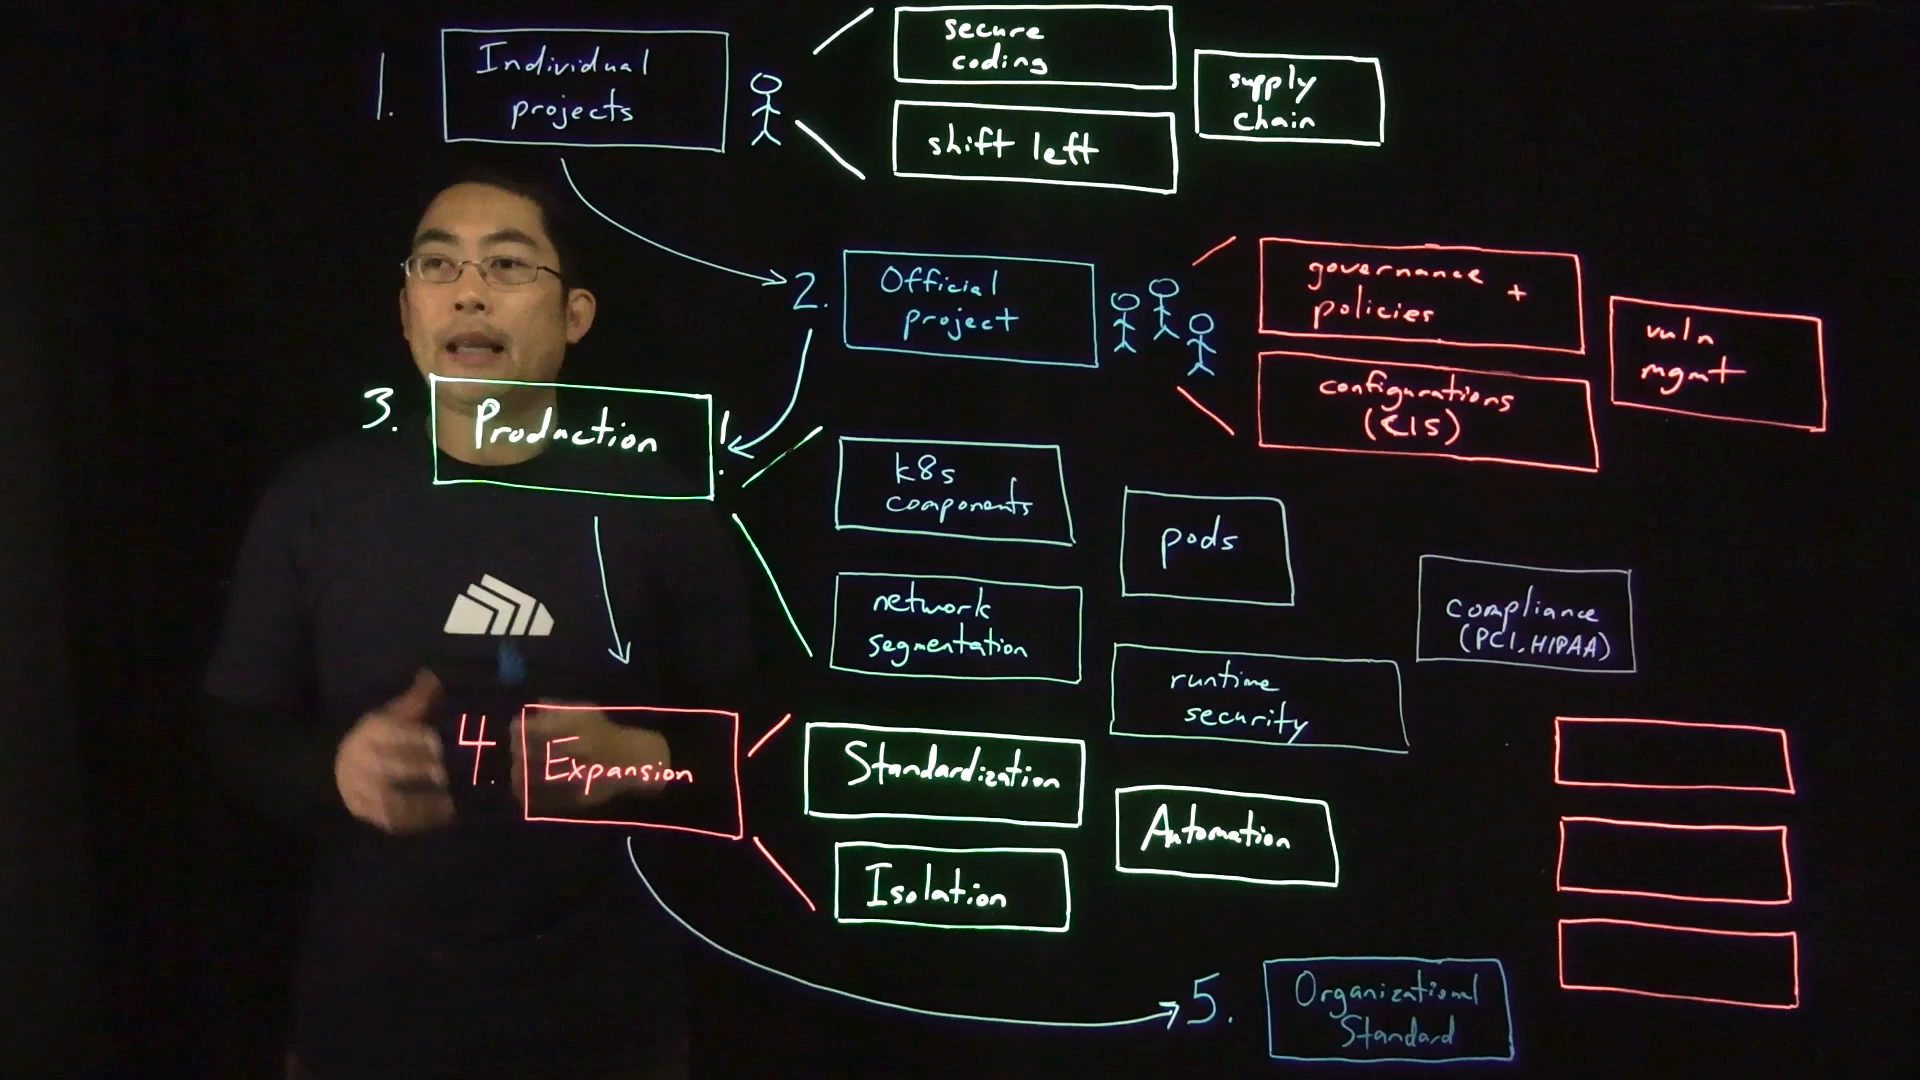 1.
Individual
projects
secure
coding
supply
chain
shift left
2.
Official
project
governance +
policies
vuln
mgmt
configurations
(CIS)
3.
Production!
k8s
components
pods
network
segmentation
compliance
(PCI, HIPAA)
runtime
security
4.
Expansion
Standardization
Automation
Isolation
5.
Organizational
Standard